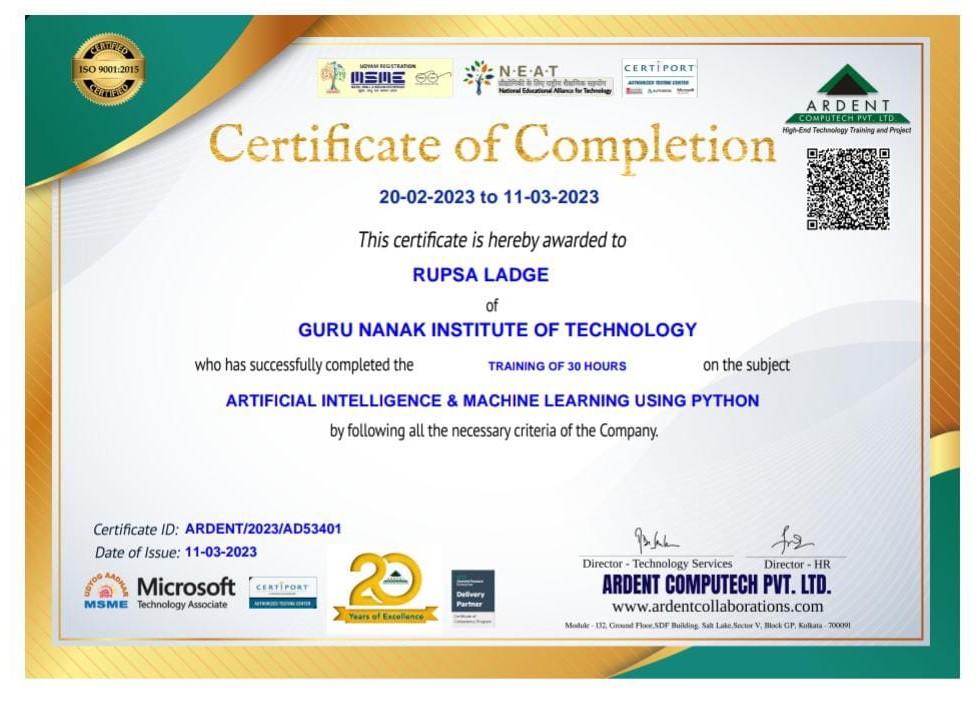 CERTIFIED
ISO 9001:2015
CERTIFIED
UDYAM REGISTRATION
MSME
N·E·A·T
National Educational Alliance for Technology
CERTIPORT
AUTHORIZED TESTING CENTER
Microsoft
ARDENT
COMPUTECH PVT. LTD.
High-End Technology Training and Project
Certificate of Completion
20-02-2023 to 11-03-2023
This certificate is hereby awarded to
RUPSA LADGE
of
GURU NANAK INSTITUTE OF TECHNOLOGY
who has successfully completed the TRAINING OF 30 HOURS on the subject
ARTIFICIAL INTELLIGENCE & MACHINE LEARNING USING PYTHON
by following all the necessary criteria of the Company.
Certificate ID: ARDENT/2023/AD53401
Date of Issue: 11-03-2023
UDYOG AADHAR
MSME
Microsoft
Technology Associate
CERTIPORT
AUTHORIZED TESTING CENTER
20
Years of Excellence
Delivery
Partner
Director - Technology Services
Director - HR
ARDENT COMPUTECH PVT. LTD.
www.ardentcollaborations.com
Module - 132, Ground Floor,SDF Building, Salt Lake,Sector V, Block GP, Kolkata - 700091